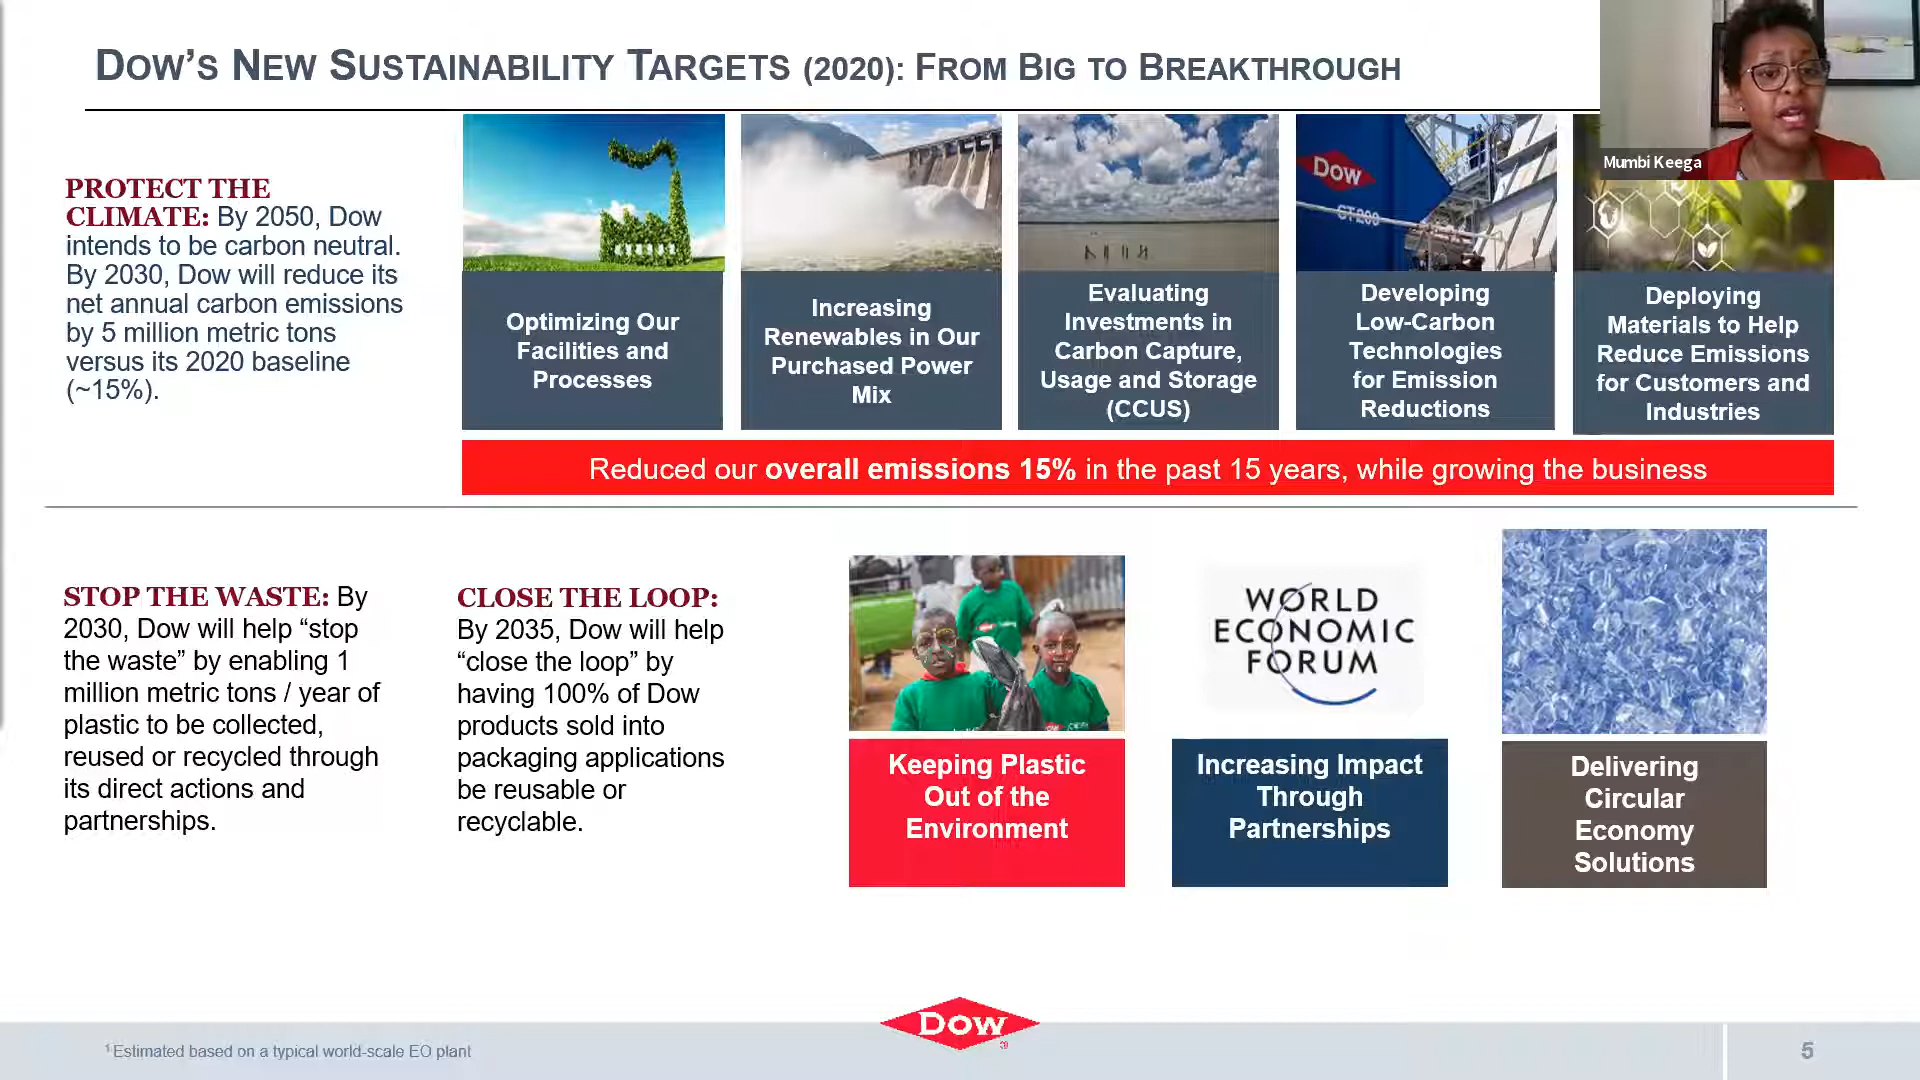 DOW'S NEW SUSTAINABILITY TARGETS (2020): FROM BIG TO BREAKTHROUGH
Mumbi Keega
PROTECT THE
CLIMATE: By 2050, Dow
intends to be carbon neutral.
By 2030, Dow will reduce its
net annual carbon emissions
by 5 million metric tons
versus its 2020 baseline
(~15%).
Optimizing Our
Facilities and
Processes
Increasing
Renewables in Our
Purchased Power
Mix
Evaluating
Investments in
Carbon Capture,
Usage and Storage
(CCUS)
DOW
CT200
Developing
Low-Carbon
Technologies
for Emission
Reductions
Deploying
Materials to Help
Reduce Emissions
for Customers and
Industries
Reduced our overall emissions 15% in the past 15 years, while growing the business
STOP THE WASTE: By
2030, Dow will help “stop
the waste” by enabling 1
million metric tons / year of
plastic to be collected,
reused or recycled through
its direct actions and
partnerships.
CLOSE THE LOOP:
By 2035, Dow will help
“close the loop” by
having 100% of Dow
products sold into
packaging applications
be reusable or
recyclable.
Keeping Plastic
Out of the
Environment
WORLD
ECONOMIC
FORUM
Increasing Impact
Through
Partnerships
Delivering
Circular
Economy
Solutions
1 Estimated based on a typical world-scale EO plant
DOW
®
5